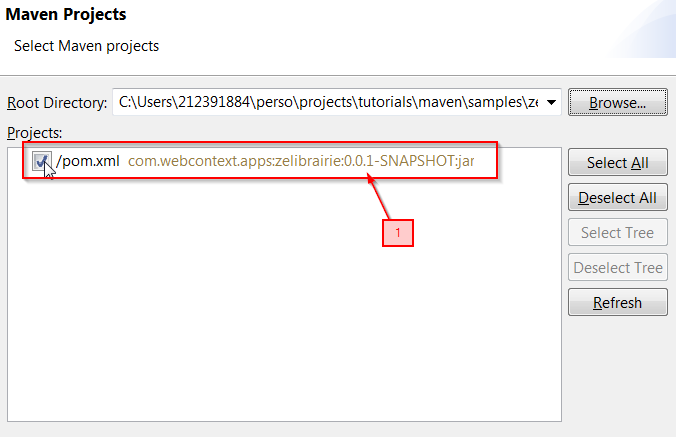 Maven Projects
Select Maven projects
Root Directory: C:\Users\212391884\perso\projects\tutorials\maven\samples\ze Browse...
Projects:
/pom.xml com.webcontext.apps:zelibrairie:0.0.1-SNAPSHOT:jar
Select All
Deselect All
1
Select Tree
Deselect Tree
Refresh